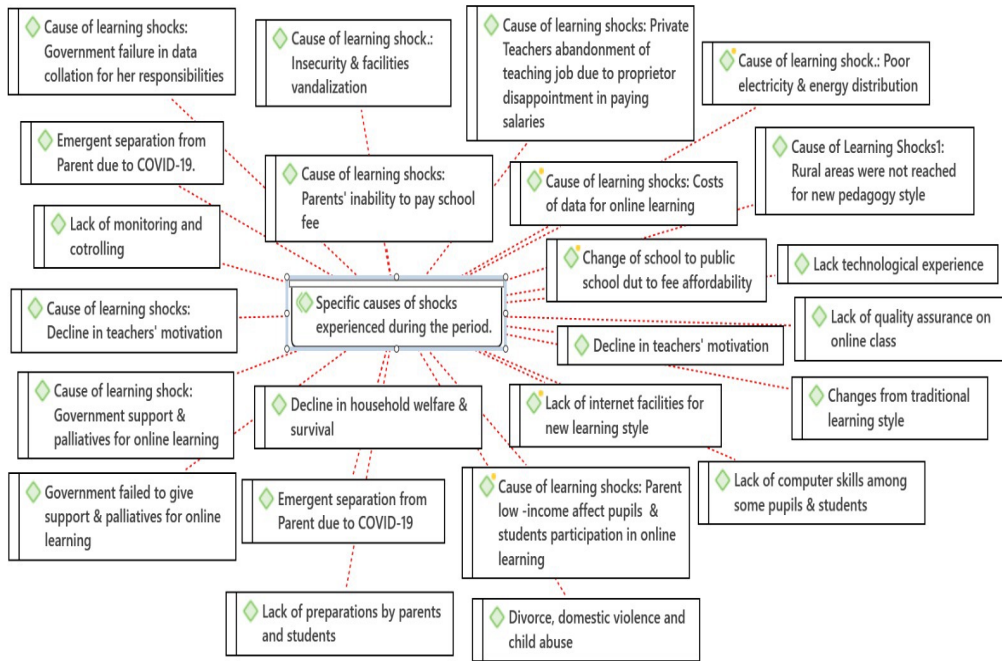 Cause of learning shocks:
Government failure in data
collation for her responsibilities
Cause of learning shock.:
Insecurity & facilities
vandalization
Cause of learning shocks: Private
Teachers abandonment of
teaching job due to proprietor
disappointment in paying
salaries
Cause of learning shock.: Poor
electricity & energy distribution
Emergent separation from
Parent due to COVID-19.
Cause of learning shocks:
Parents' inability to pay school
fee
Cause of learning shocks: Costs
of data for online learning
Cause of Learning Shocks1:
Rural areas were not reached
for new pedagogy style
Lack of monitoring and
cotrolling
Change of school to public
school dut to fee affordability
Lack technological experience
Specific causes of shocks
experienced during the period.
Cause of learning shocks:
Decline in teachers' motivation
Lack of quality assurance on
online class
Decline in teachers' motivation
Cause of learning shock:
Government support &
palliatives for online learning
Decline in household welfare &
survival
Lack of internet facilities for
new learning style
Changes from traditional
learning style
Government failed to give
support & palliatives for online
learning
Emergent separation from
Parent due to COVID-19
Cause of learning shocks: Parent
low -income affect pupils &
students participation in online
learning
Lack of computer skills among
some pupils & students
Lack of preparations by parents
and students
Divorce, domestic violence and
child abuse